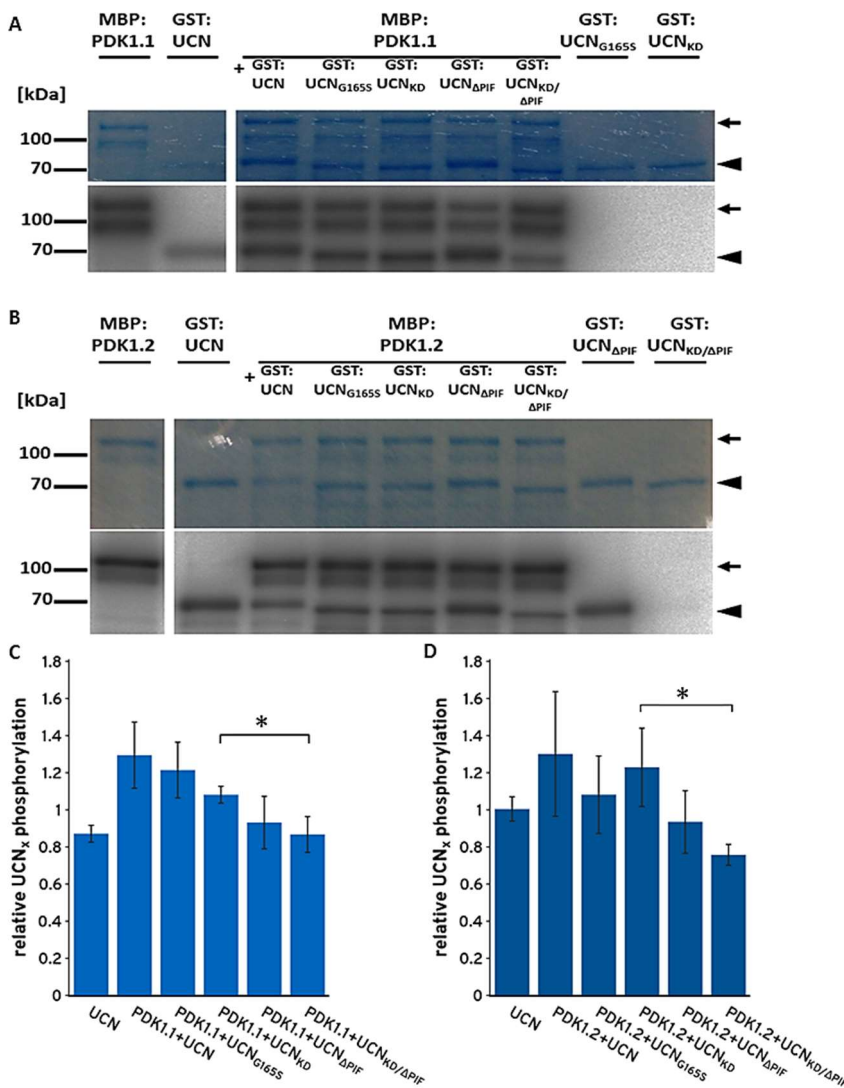 A
MBP: PDK1.1
GST: UCN
MBP: PDK1.1
GST: UCNG165S
GST: UCNKD
+ GST: UCN
GST: UCNG165S
GST: UCNKD
GST: UCNΔPIF
GST: UCNKD/ΔPIF
[kDa]
100
70
100
70
B
MBP: PDK1.2
GST: UCN
MBP: PDK1.2
GST: UCNΔPIF
GST: UCNKD/ΔPIF
+ GST: UCN
GST: UCNG165S
GST: UCNKD
GST: UCNΔPIF
GST: UCNKD/ΔPIF
[kDa]
100
70
100
70
C
relative UCNx phosphorylation
1.8
1.6
1.4
1.2
1
0.8
0.6
0.4
0.2
0
*
UCN
PDK1.1+UCN
PDK1.1+UCNG165S
PDK1.1+UCNKD
PDK1.1+UCNΔPIF
PDK1.1+UCNKD/ΔPIF
D
relative UCNx phosphorylation
1.8
1.6
1.4
1.2
1
0.8
0.6
0.4
0.2
0
*
UCN
PDK1.2+UCN
PDK1.2+UCNG165S
PDK1.2+UCNKD
PDK1.2+UCNΔPIF
PDK1.2+UCNKD/ΔPIF